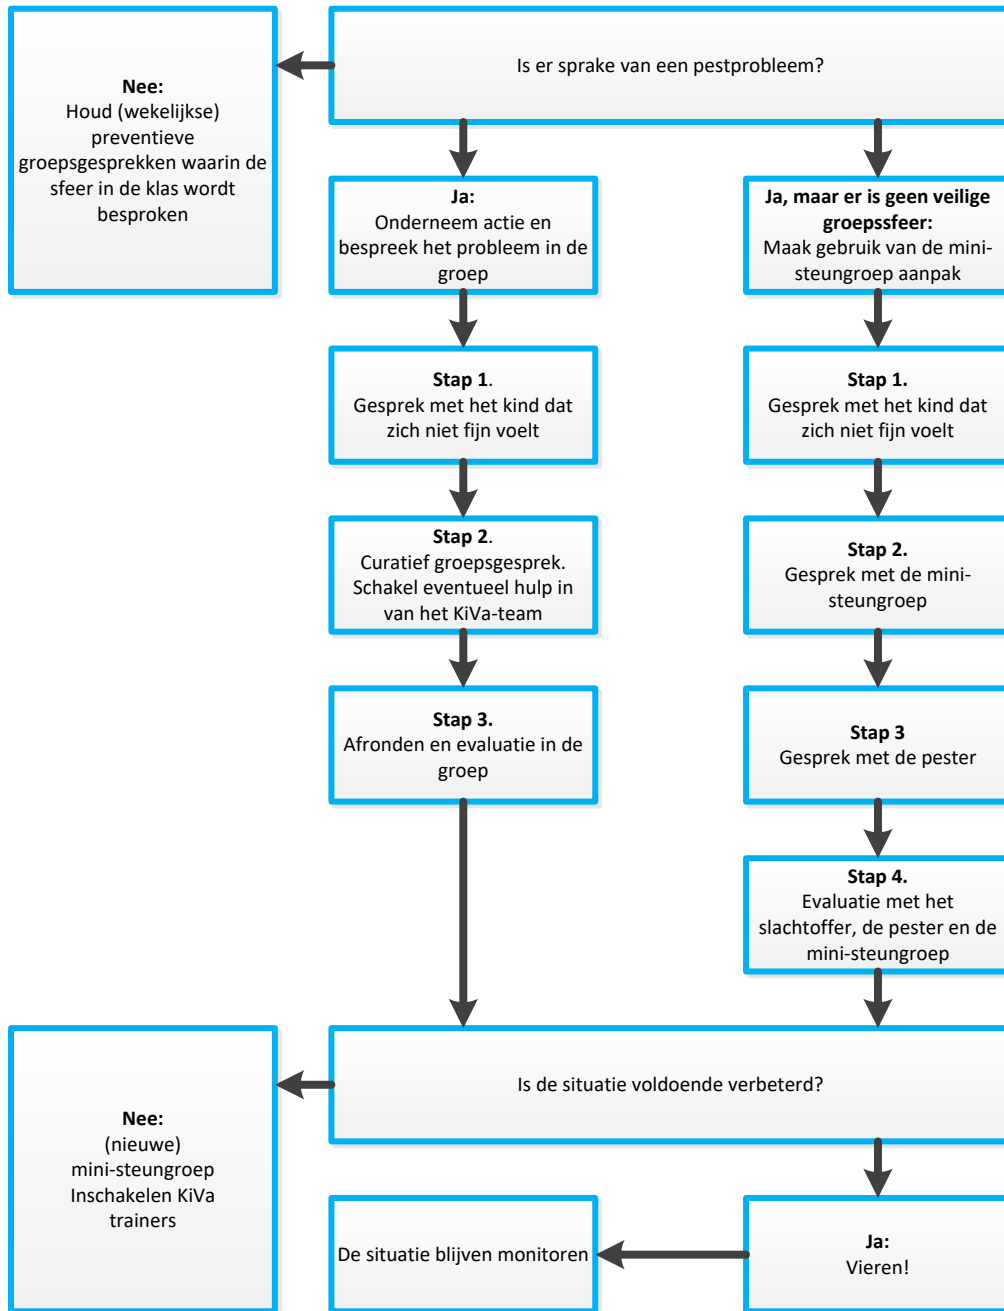 Is er sprake van een pestprobleem?
Nee:
Houd (wekelijkse)
preventieve
groepsgesprekken waarin de
sfeer in de klas wordt
besproken
Ja:
Onderneem actie en
bespreek het probleem in de
groep
Ja, maar er is geen veilige
groepssfeer:
Maak gebruik van de mini-
steungroep aanpak
Stap 1.
Gesprek met het kind dat
zich niet fijn voelt
Stap 1.
Gesprek met het kind dat
zich niet fijn voelt
Stap 2.
Curatief groepsgesprek.
Schakel eventueel hulp in
van het KiVa-team
Stap 2.
Gesprek met de mini-
steungroep
Stap 3.
Afronden en evaluatie in de
groep
Stap 3
Gesprek met de pester
Stap 4.
Evaluatie met het
slachtoffer, de pester en de
mini-steungroep
Is de situatie voldoende verbeterd?
Nee:
(nieuwe)
mini-steungroep
Inschakelen KiVa
trainers
De situatie blijven monitoren
Ja:
Vieren!